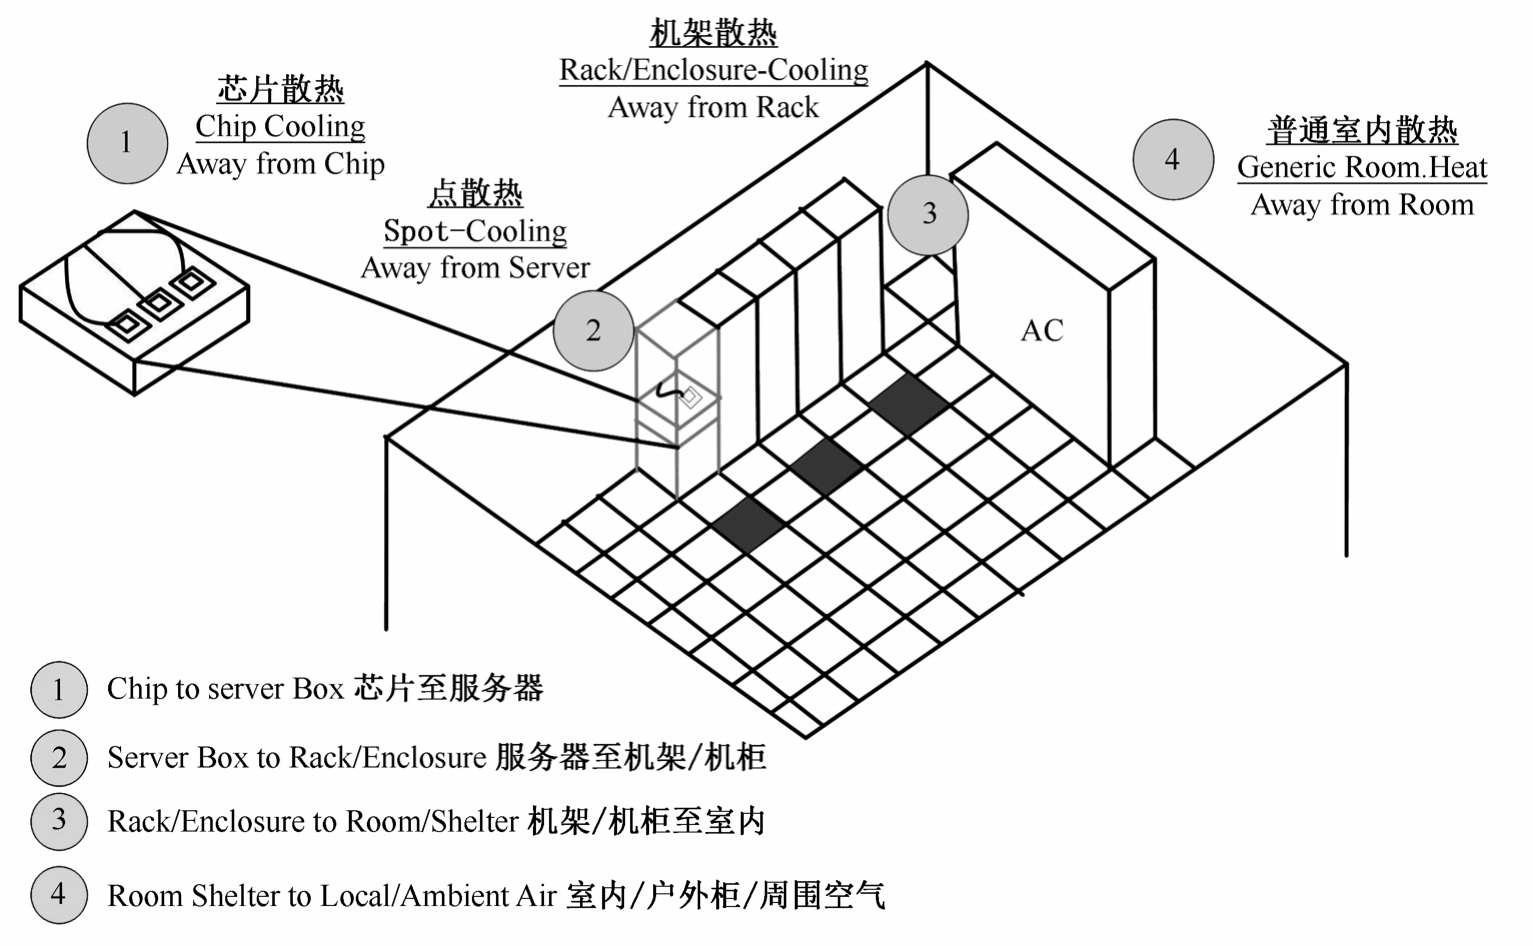 机架散热
Rack/Enclosure-Cooling
Away from Rack
芯片散热
Chip Cooling
Away from Chip
1
点散热
Spot-Cooling
Away from Server
2
3
4
普通室内散热
Generic Room.Heat
Away from Room
AC
1 Chip to server Box 芯片至服务器
2 Server Box to Rack/Enclosure 服务器至机架/机柜
3 Rack/Enclosure to Room/Shelter 机架/机柜至室内
4 Room Shelter to Local/Ambient Air 室内/户外柜/周围空气